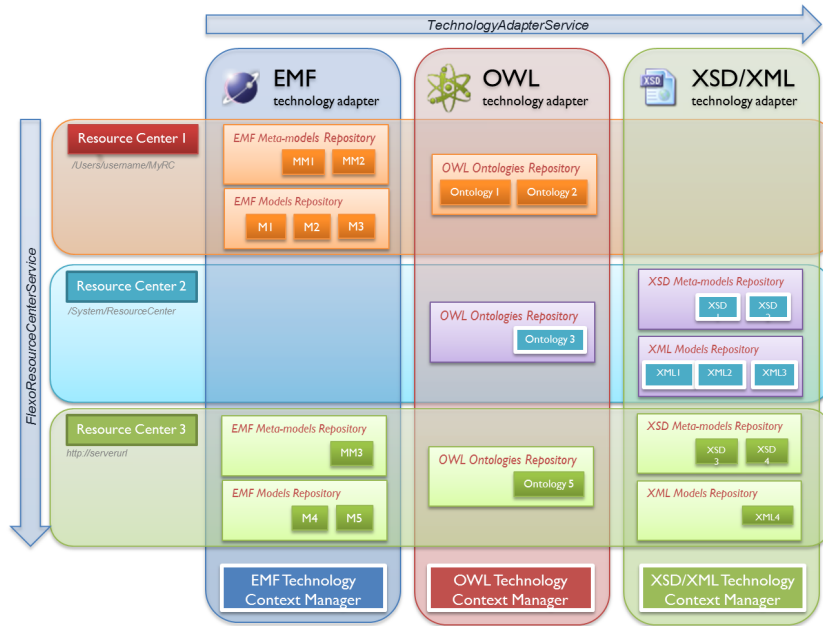 TechnologyAdapterService
EMF
technology adapter
OWL
technology adapter
XSD
XSD/XML
technology adapter
FlexoResourceCenterService
Resource Center 1
/Users/username/MyRC
EMF Meta-models Repository
MM1 MM2
EMF Models Repository
M1 M2 M3
OWL Ontologies Repository
Ontology 1 Ontology 2
Resource Center 2
/System/ResourceCenter
OWL Ontologies Repository
Ontology 3
XSD Meta-models Repository
XSD XSD
1 2
XML Models Repository
XML1 XML2 XML3
Resource Center 3
http://serverurl
EMF Meta-models Repository
MM3
EMF Models Repository
M4 M5
OWL Ontologies Repository
Ontology 5
XSD Meta-models Repository
XSD XSD
3 4
XML Models Repository
XML4
EMF Technology
Context Manager
OWL Technology
Context Manager
XSD/XML Technology
Context Manager